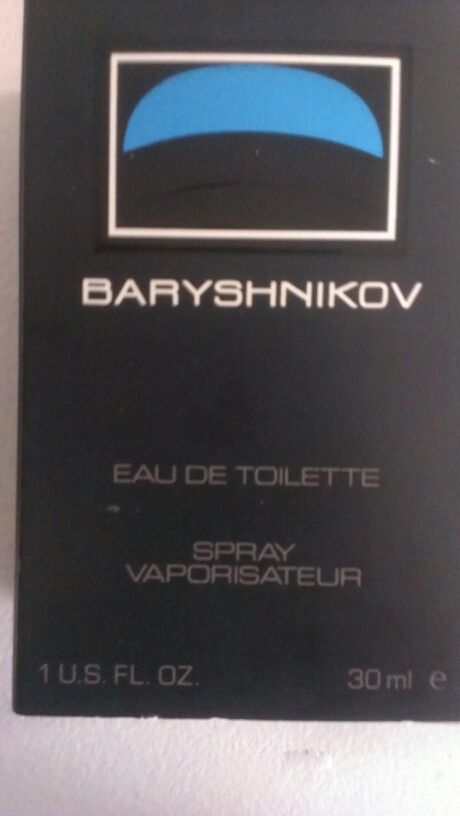 BARYSHNIKOV
EAU DE TOILETTE
SPRAY
VAPORISATEUR
1 U.S. FL. OZ. 30 ml ℮